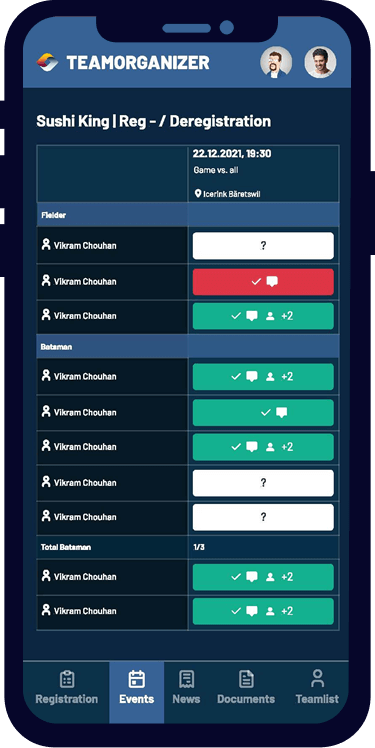 TEAMORGANIZER
Sushi King | Reg - / Deregistration
22.12.2021, 19:30
Game vs. all
Icerink Bäretswil
Fielder
Vikram Chouhan ?
Vikram Chouhan
Vikram Chouhan +2
Batsman
Vikram Chouhan +2
Vikram Chouhan
Vikram Chouhan +2
Vikram Chouhan ?
Vikram Chouhan ?
Total Batsman 1/3
Vikram Chouhan +2
Vikram Chouhan +2
Registration Events News Documents Teamlist